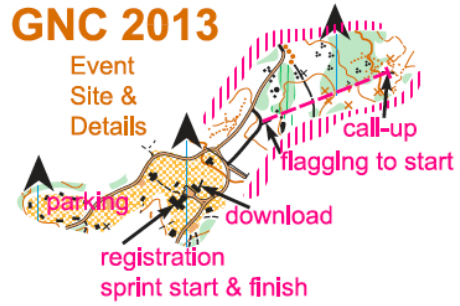 GNC 2013
Event
Site &
Details
call-up
flagging to start
parking
download
registration
sprint start & finish